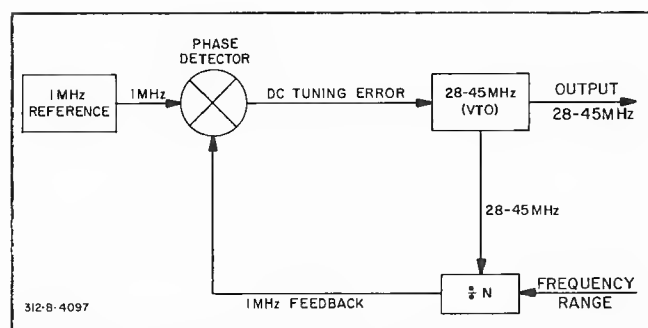 PHASE
DETECTOR
1MHz
REFERENCE
1MHz
DC TUNING ERROR
28-45MHz
(VTO)
OUTPUT
28-45MHz
28-45MHz
÷ N
FREQUENCY
RANGE
1MHz FEEDBACK
312-8-4097